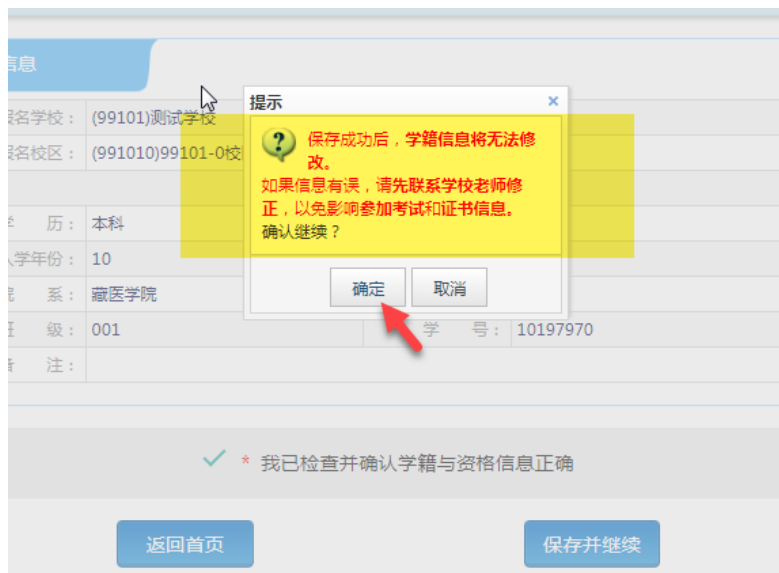 信息
报名学校： (99101)测试学校
报名校区： (991010)99101-0校
历： 本科
入学年份： 10
系： 藏医学院
级： 001
学 号： 10197970
注：
提示
×
保存成功后，学籍信息将无法修
改。
如果信息有误，请先联系学校老师修
正，以免影响参加考试和证书信息。
确认继续？
确定 取消
* 我已检查并确认学籍与资格信息正确
返回首页 保存并继续